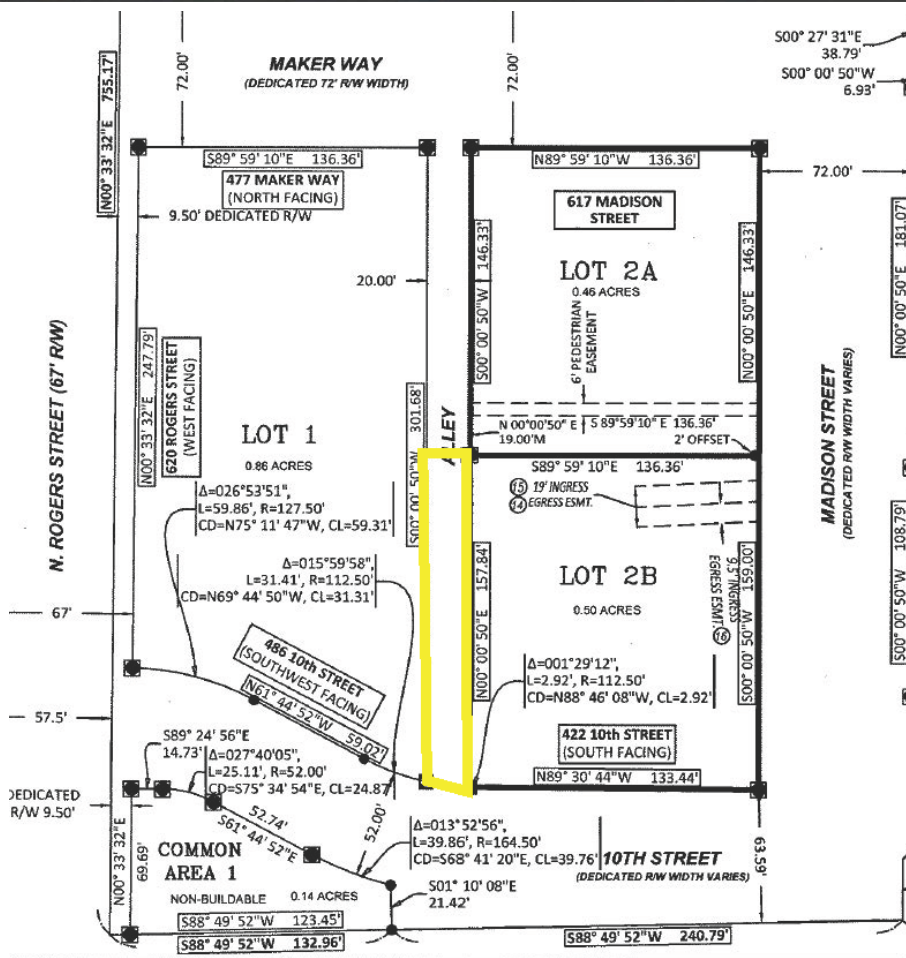 S00° 27' 31"E
38.79'
S00° 00' 50"W
6.93'
MAKER WAY
(DEDICATED 72' R/W WIDTH)
72.00'
72.00'
N00° 33' 32"E 755.17'
S89° 59' 10"E 136.36'
477 MAKER WAY
(NORTH FACING)
9.50' DEDICATED R/W
N89° 59' 10"W 136.36'
617 MADISON
STREET
72.00'
20.00'
S00° 00' 50"W 146.33'
N00° 00' 50"E 146.33'
N00° 00' 50"E 181.07'
LOT 2A
0.46 ACRES
6' PEDESTRIAN
EASEMENT
N. ROGERS STREET (67' R/W)
N00° 33' 32"E 247.79'
620 ROGERS STREET
(WEST FACING)
LOT 1
0.86 ACRES
S00° 00' 50"W 301.68'
ALLEY
N 00°00'50" E
19.00'M
S 89°59'10" E 136.36'
2' OFFSET
S89° 59' 10"E 136.36'
MADISON STREET
(DEDICATED R/W WIDTH VARIES)
15 19' INGRESS
14 EGRESS ESMT.
9.5' INGRESS
EGRESS ESMT.
16
Δ=026°53'51",
L=59.86', R=127.50'
CD=N75° 11' 47"W, CL=59.31'
Δ=015°59'58",
L=31.41', R=112.50'
CD=N69° 44' 50"W, CL=31.31'
LOT 2B
0.50 ACRES
N00° 00' 50"E 157.84'
S00° 00' 50"W 159.00'
S00° 00' 50"W 108.79'
67'
486 10th STREET
(SOUTHWEST FACING)
N61° 44' 52"W 59.02'
Δ=001°29'12",
L=2.92', R=112.50'
CD=N88° 46' 08"W, CL=2.92'
57.5'
422 10th STREET
(SOUTH FACING)
N89° 30' 44"W 133.44'
S89° 24' 56"E
14.73'
Δ=027°40'05",
L=25.11', R=52.00'
CD=S75° 34' 54"E, CL=24.87'
DEDICATED
R/W 9.50'
52.74'
S61° 44' 52"E
52.00'
N00° 33' 32"E
69.69'
COMMON
AREA 1
NON-BUILDABLE 0.14 ACRES
Δ=013°52'56",
L=39.86', R=164.50'
CD=S68° 41' 20"E, CL=39.76'
10TH STREET
(DEDICATED R/W WIDTH VARIES)
63.59'
S01° 10' 08"E
21.42'
S88° 49' 52"W 123.45'
S88° 49' 52"W 132.96'
S88° 49' 52"W 240.79'